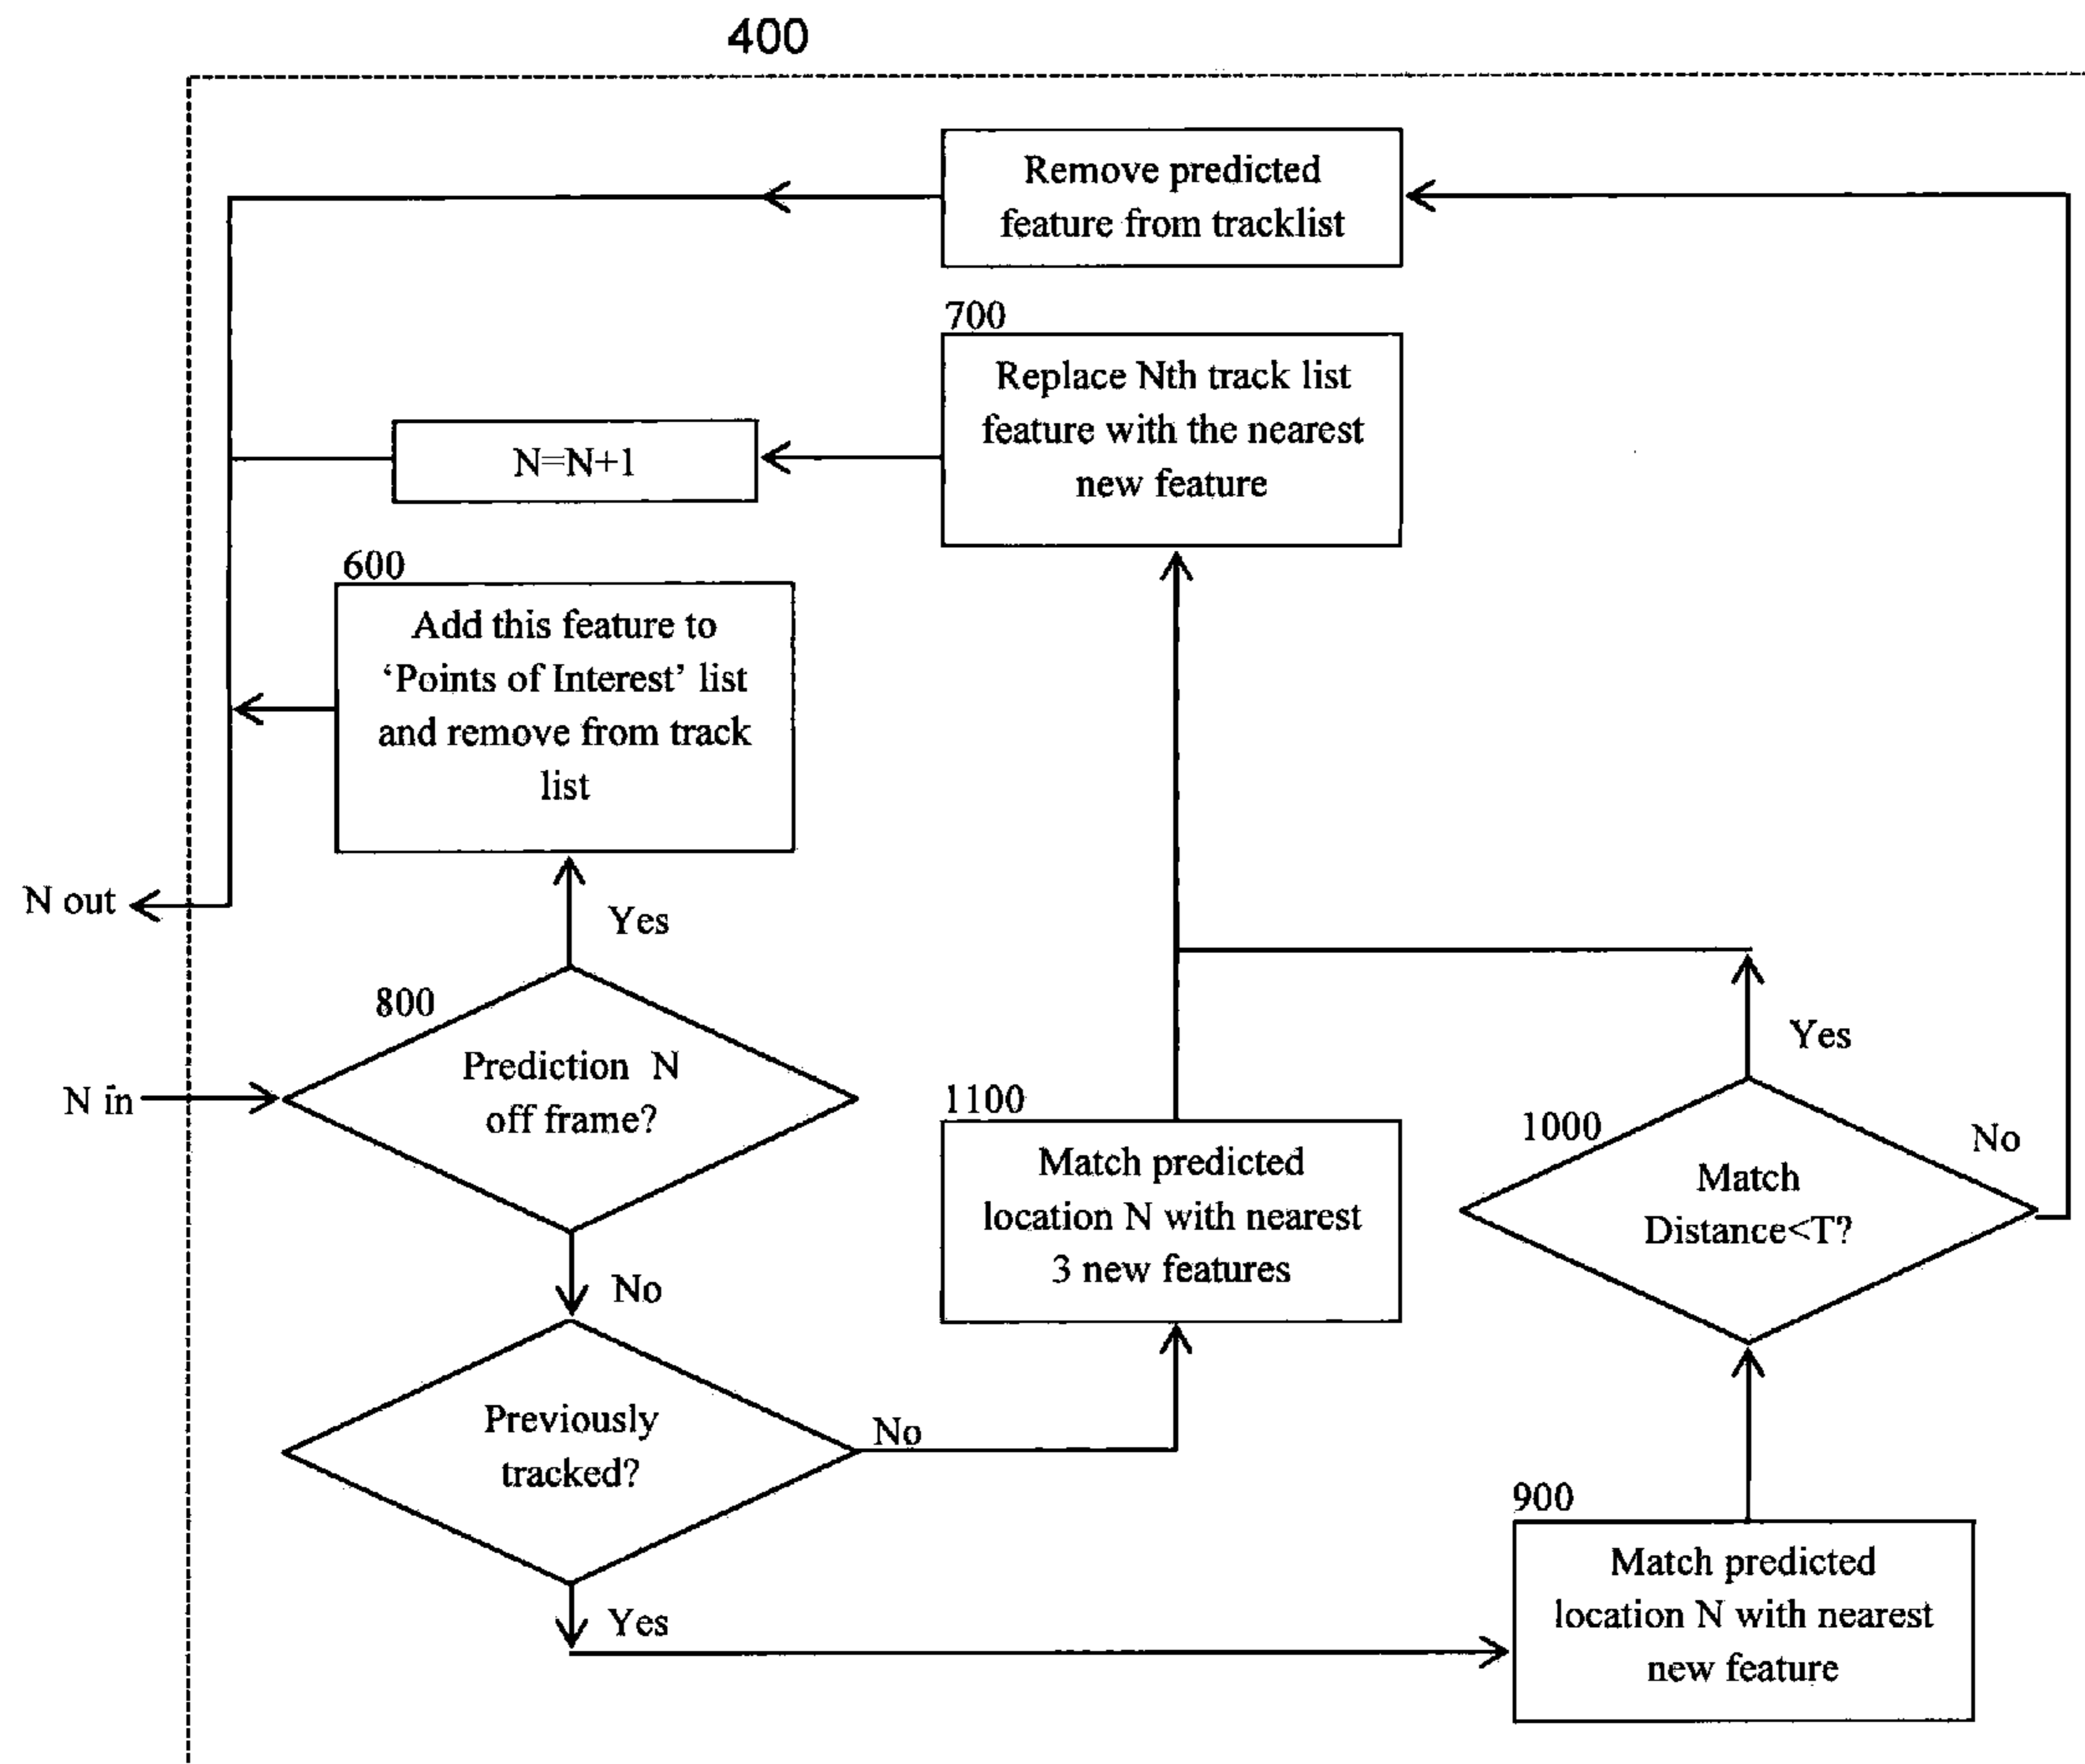 400
Remove predicted
feature from tracklist
700
Replace Nth track list
feature with the nearest
new feature
N=N+1
600
Add this feature to
‘Points of Interest’ list
and remove from track
list
N out
Yes
800
Prediction N
off frame?
N in
No
Previously
tracked?
No
Yes
1100
Match predicted
location N with nearest
3 new features
Yes
1000
No
Match
Distance<T?
900
Match predicted
location N with nearest
new feature